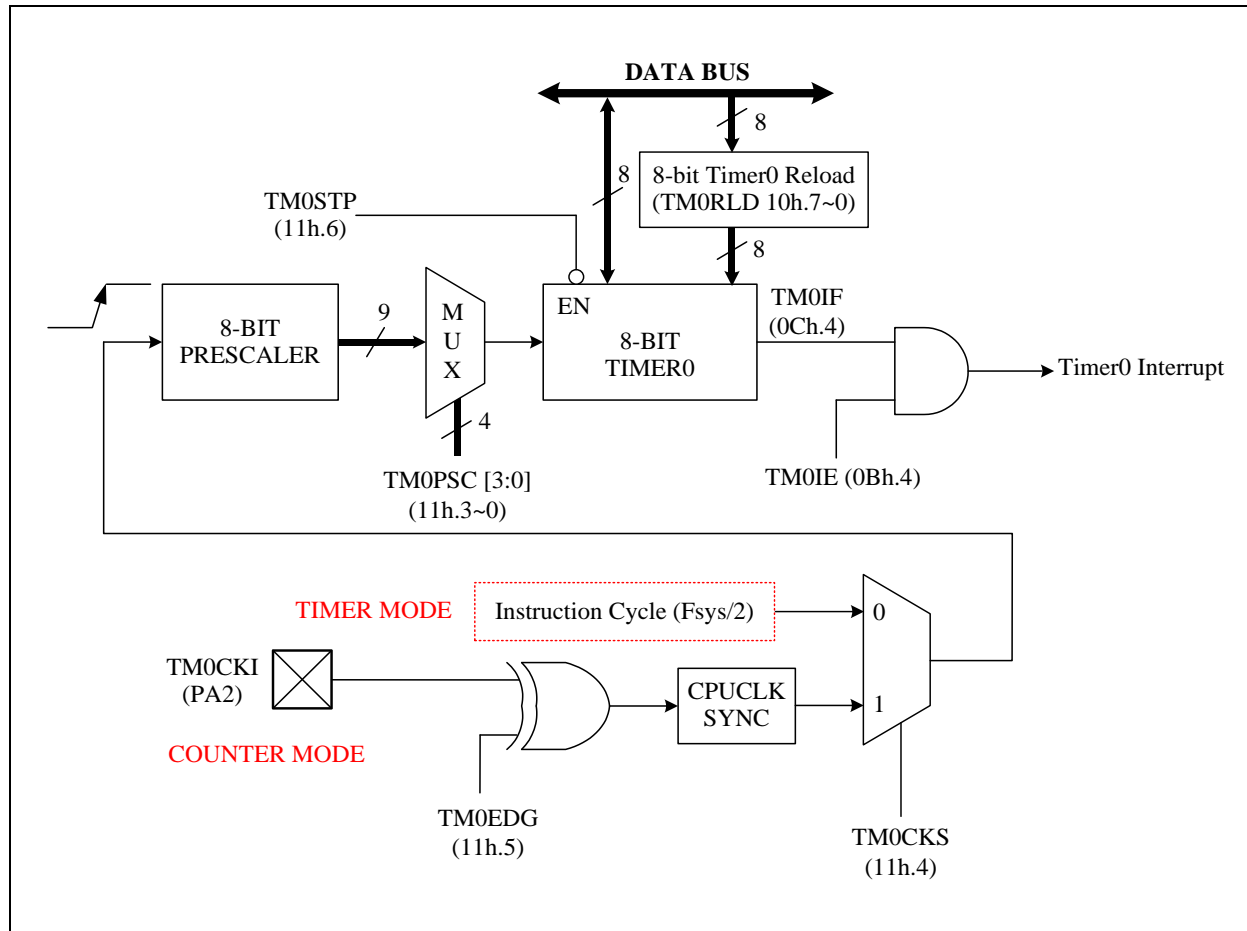 DATA BUS
8
8-bit Timer0 Reload
(TM0RLD 10h.7~0)
8
8
TM0STP
(11h.6)
8-BIT
PRESCALER
9
M
U
X
4
TM0PSC [3:0]
(11h.3~0)
EN
8-BIT
TIMER0
TM0IF
(0Ch.4)
Timer0 Interrupt
TM0IE (0Bh.4)
TIMER MODE
Instruction Cycle (Fsys/2)
0
TM0CKI
(PA2)
CPUCLK
SYNC
1
COUNTER MODE
TM0EDG
(11h.5)
TM0CKS
(11h.4)